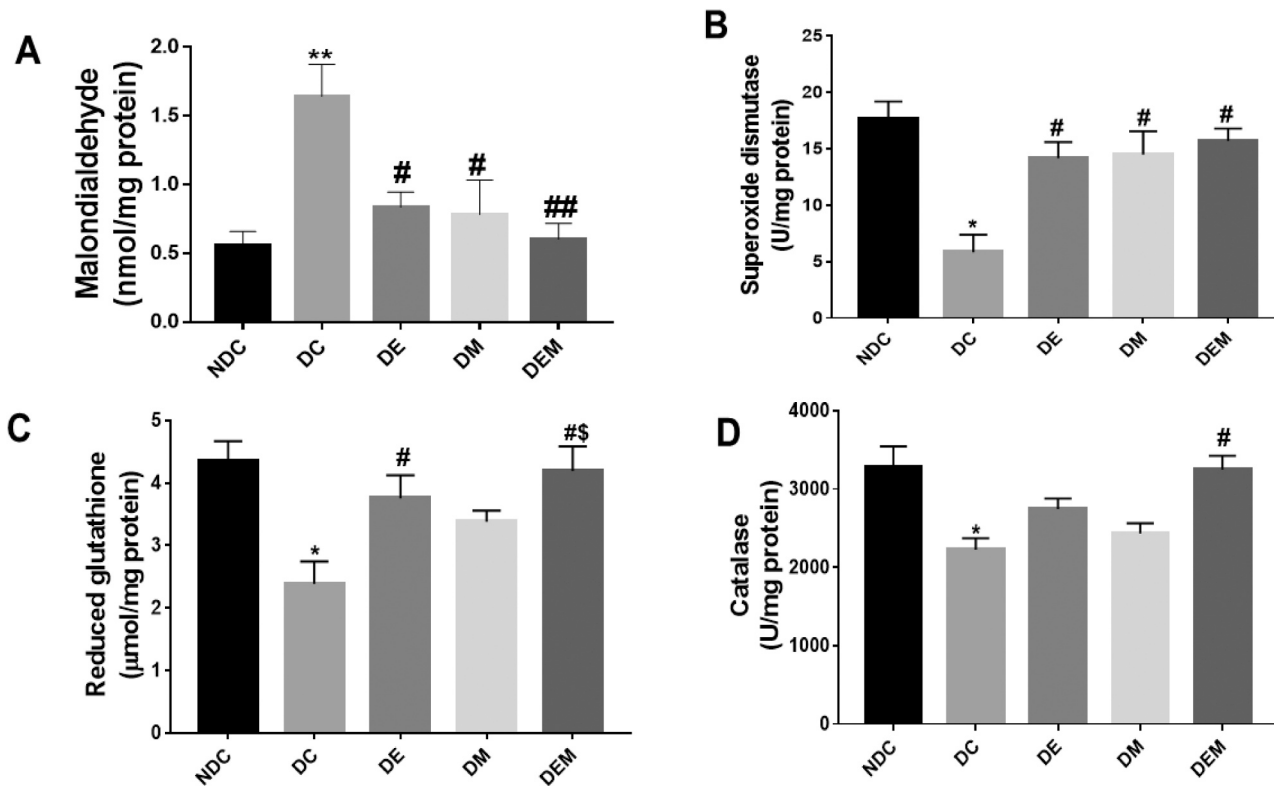 A
Malondialdehyde
(nmol/mg protein)
2.0
1.5
1.0
0.5
0.0
**
#
#
##
NDC
DC
DE
DM
DEM
B
Superoxide dismutase
(U/mg protein)
25
20
15
10
5
0
*
#
#
#
NDC
DC
DE
DM
DEM
C
Reduced glutathione
(μmol/mg protein)
5
4
3
2
1
0
*
#
#$
NDC
DC
DE
DM
DEM
D
Catalase
(U/mg protein)
4000
3000
2000
1000
0
*
#
NDC
DC
DE
DM
DEM